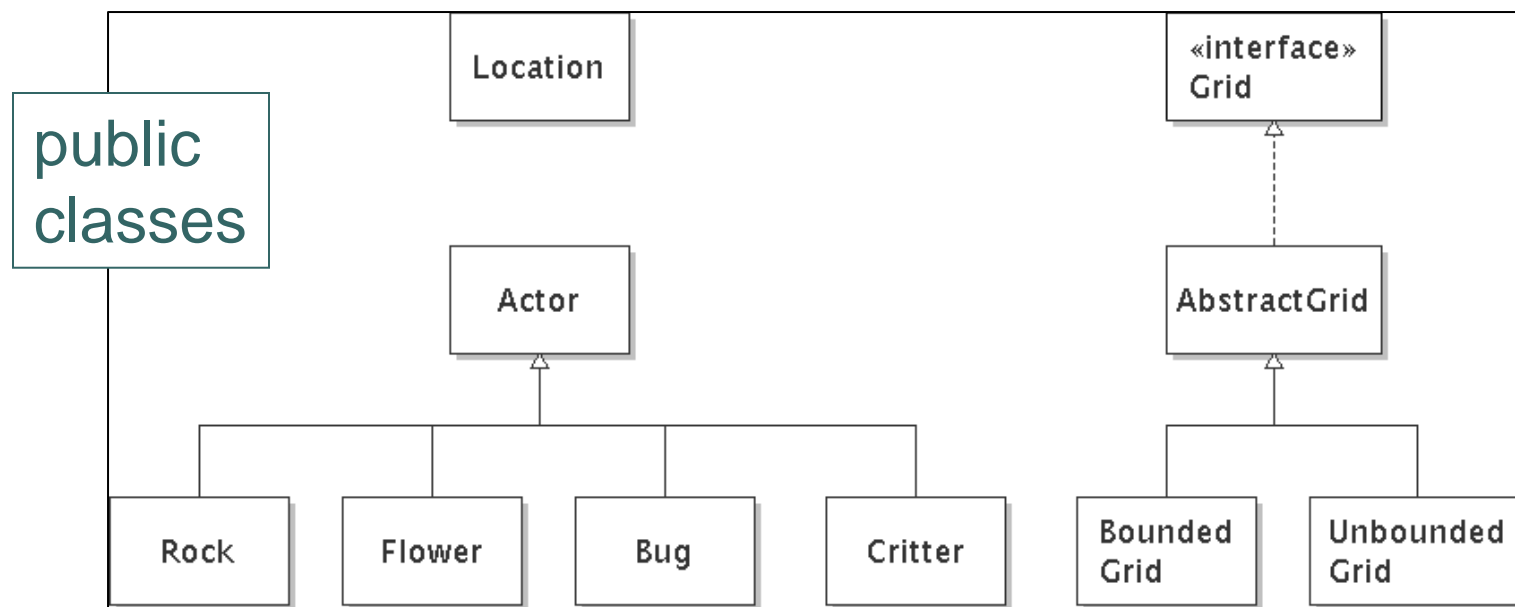 Location
«interface»
Grid
public
classes
Actor
AbstractGrid
Rock
Flower
Bug
Critter
Bounded
Grid
Unbounded
Grid